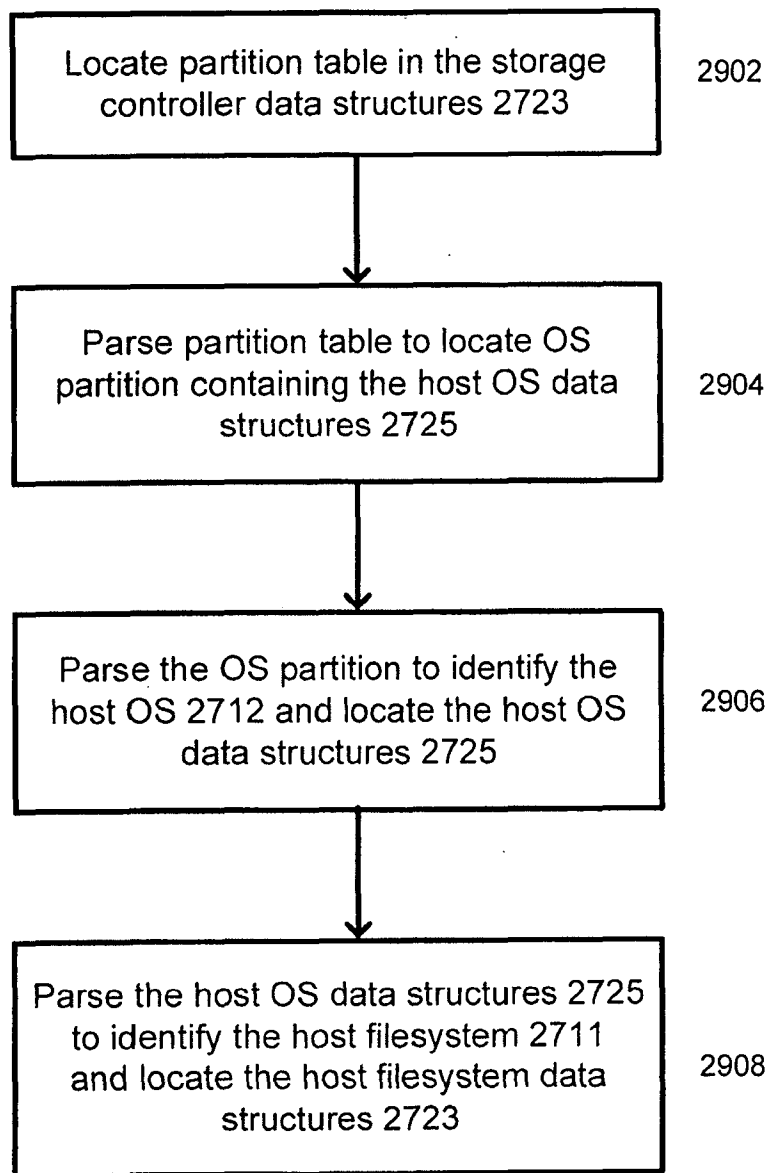 Locate partition table in the storage
controller data structures 2723
2902
Parse partition table to locate OS
partition containing the host OS data
structures 2725
2904
Parse the OS partition to identify the
host OS 2712 and locate the host OS
data structures 2725
2906
Parse the host OS data structures 2725
to identify the host filesystem 2711
and locate the host filesystem data
structures 2723
2908